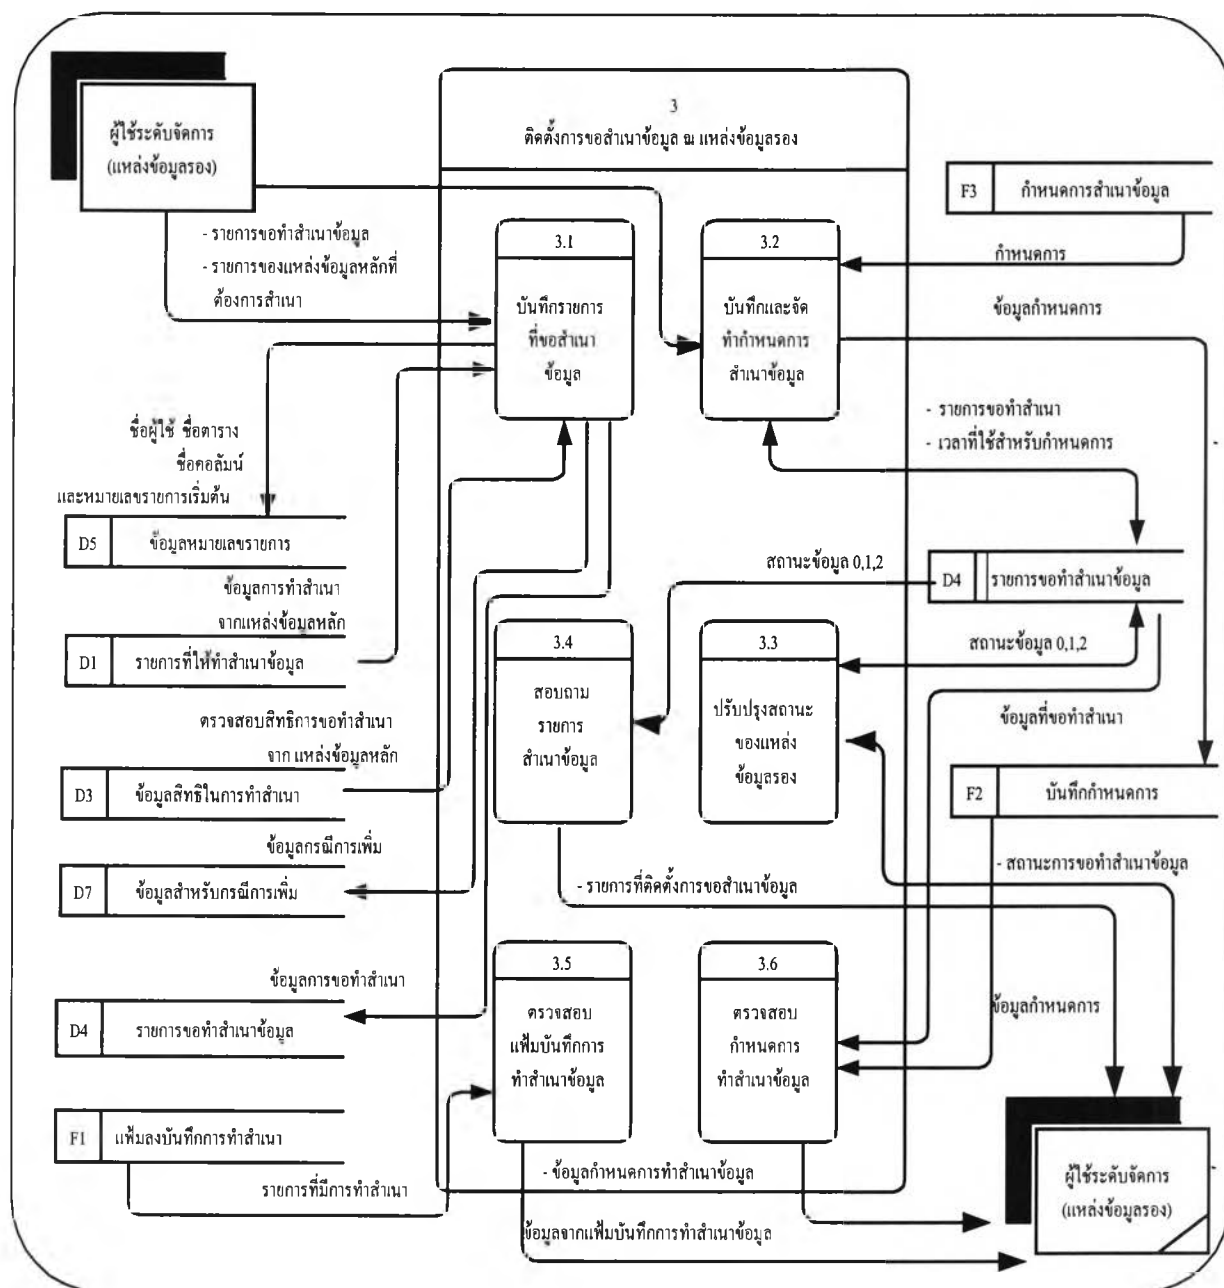 ผู้ใช้ระดับจัดการ
(แหล่งข้อมูลรอง)
3
ติดตั้งการขอสำเนาข้อมูล ณ แหล่งข้อมูลรอง
F3 กำหนดการสำเนาข้อมูล
- รายการขอทำสำเนาข้อมูล
- รายการของแหล่งข้อมูลหลักที่
ต้องการสำเนา
3.1
บันทึกรายการ
ที่ขอสำเนา
ข้อมูล
3.2
บันทึกและจัด
ทำกำหนดการ
สำเนาข้อมูล
กำหนดการ
ข้อมูลกำหนดการ
- รายการขอทำสำเนา
- เวลาที่ใช้สำหรับกำหนดการ
ชื่อผู้ใช้ ชื่อตาราง
ชื่อคอลัมน์
และหมายเลขรายการเริ่มต้น
D5 ข้อมูลหมายเลขรายการ
สถานะข้อมูล 0,1,2
D4 รายการขอทำสำเนาข้อมูล
ข้อมูลการทำสำเนา
จากแหล่งข้อมูลหลัก
D1 รายการที่ให้ทำสำเนาข้อมูล
3.4
สอบถาม
รายการ
สำเนาข้อมูล
3.3
ปรับปรุงสถานะ
ของแหล่ง
ข้อมูลรอง
สถานะข้อมูล 0,1,2
ข้อมูลที่ขอทำสำเนา
ตรวจสอบสิทธิการขอทำสำเนา
จาก แหล่งข้อมูลหลัก
D3 ข้อมูลสิทธิในการทำสำเนา
F2 บันทึกกำหนดการ
ข้อมูลกรณีการเพิ่ม
D7 ข้อมูลสำหรับกรณีการเพิ่ม
- รายการที่ติดตั้งการขอสำเนาข้อมูล
- สถานะการขอทำสำเนาข้อมูล
ข้อมูลการขอทำสำเนา
D4 รายการขอทำสำเนาข้อมูล
3.5
ตรวจสอบ
แฟ้มบันทึกการ
ทำสำเนาข้อมูล
3.6
ตรวจสอบ
กำหนดการ
ทำสำเนาข้อมูล
ข้อมูลกำหนดการ
F1 แฟ้มลงบันทึกการทำสำเนา
รายการที่มีการทำสำเนา
- ข้อมูลกำหนดการทำสำเนาข้อมูล
ข้อมูลจากแฟ้มบันทึกการทำสำเนาข้อมูล
ผู้ใช้ระดับจัดการ
(แหล่งข้อมูลรอง)